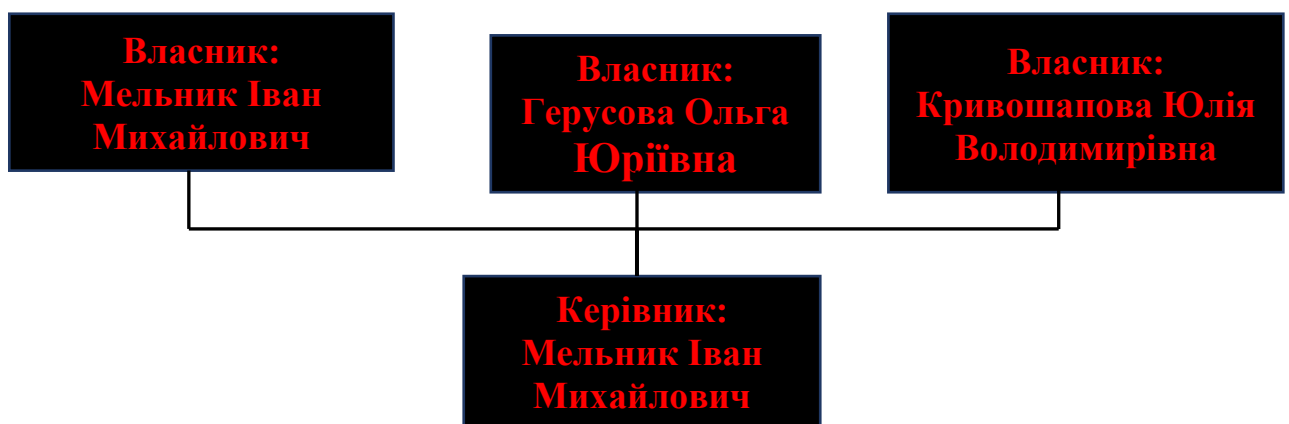 Власник:
Мельник Іван
Михайлович
Власник:
Герусова Ольга
Юріївна
Власник:
Кривошапова Юлія
Володимирівна
Керівник:
Мельник Іван
Михайлович